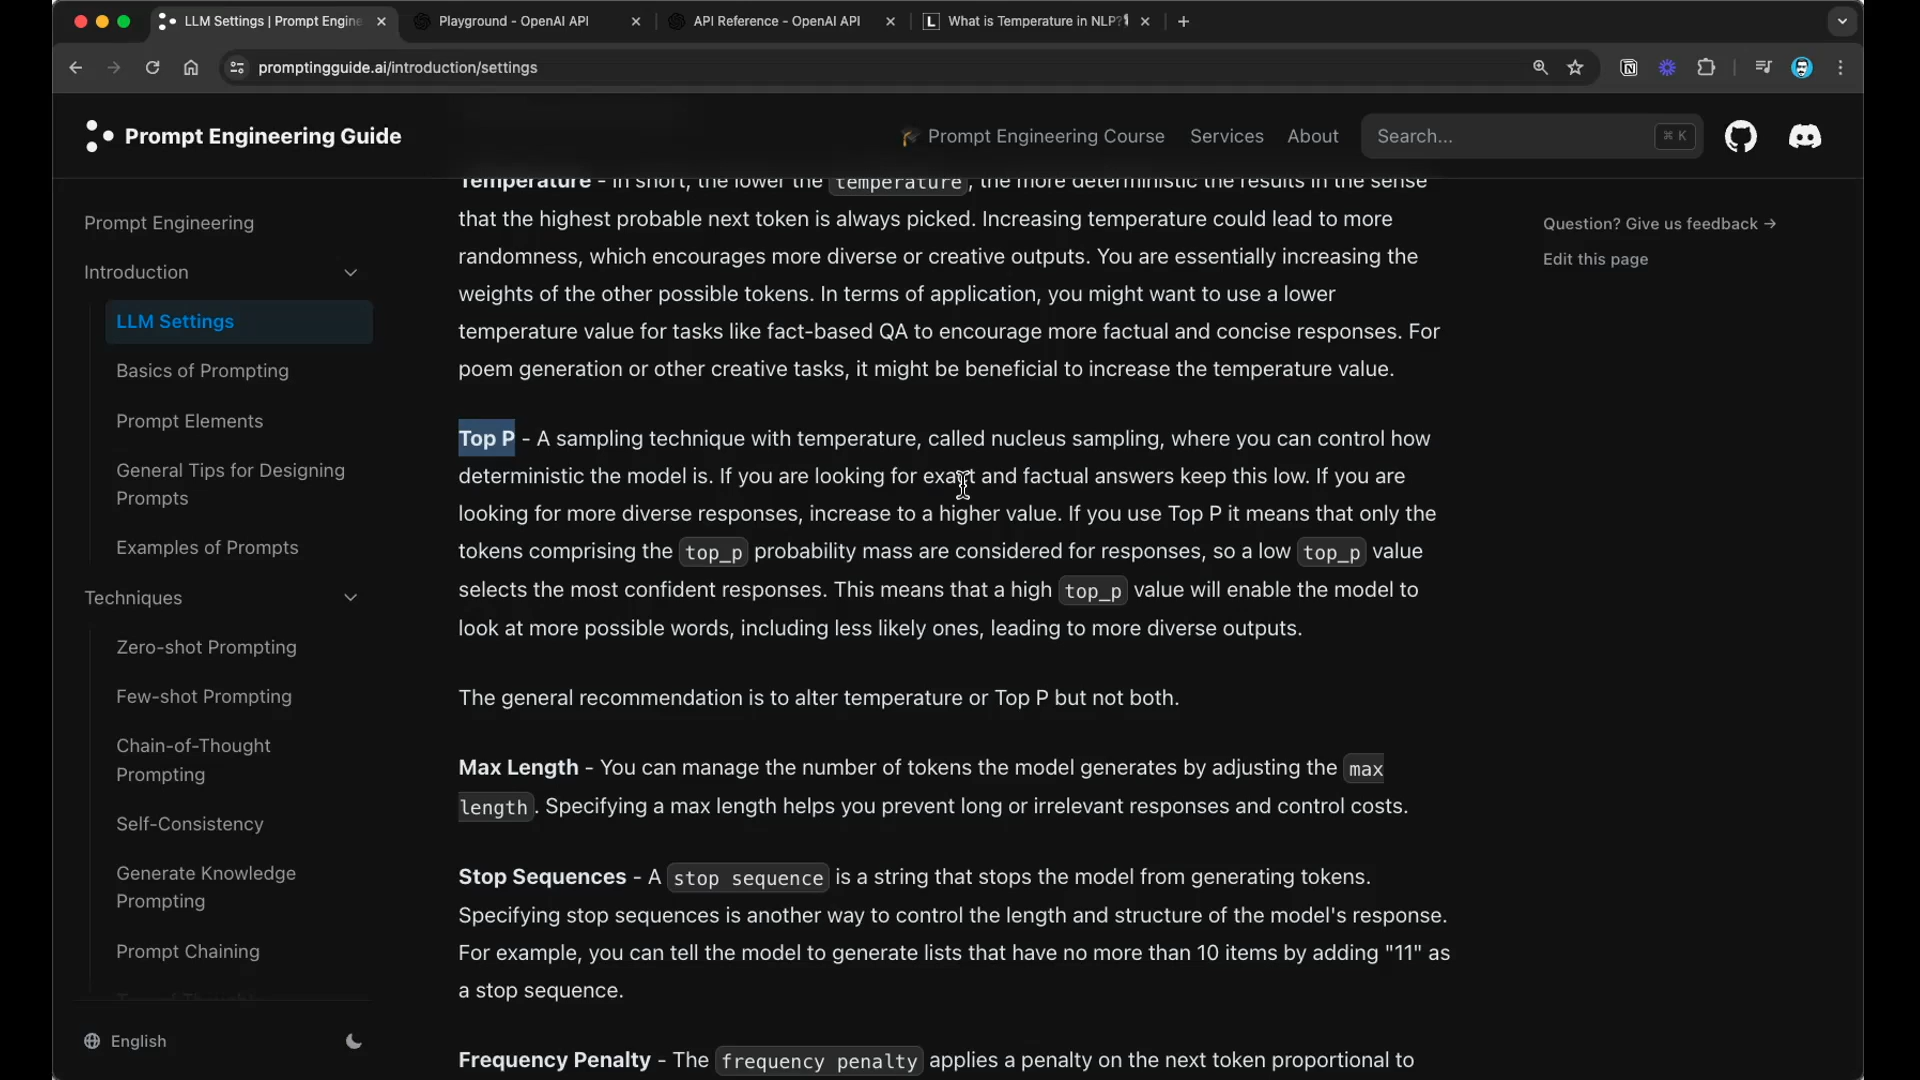 LLM Settings | Prompt Engine
Playground - OpenAI API
API Reference - OpenAI API
What is Temperature in NLP?
promptingguide.ai/introduction/settings
Prompt Engineering Guide
Prompt Engineering Course
Services
About
Search...
⌘ K
Prompt Engineering
Introduction
LLM Settings
Basics of Prompting
Prompt Elements
General Tips for Designing
Prompts
Examples of Prompts
Techniques
Zero-shot Prompting
Few-shot Prompting
Chain-of-Thought
Prompting
Self-Consistency
Generate Knowledge
Prompting
Prompt Chaining
English
Temperature - In short, the lower the temperature, the more deterministic the results in the sense
that the highest probable next token is always picked. Increasing temperature could lead to more
randomness, which encourages more diverse or creative outputs. You are essentially increasing the
weights of the other possible tokens. In terms of application, you might want to use a lower
temperature value for tasks like fact-based QA to encourage more factual and concise responses. For
poem generation or other creative tasks, it might be beneficial to increase the temperature value.
Top P - A sampling technique with temperature, called nucleus sampling, where you can control how
deterministic the model is. If you are looking for exact and factual answers keep this low. If you are
looking for more diverse responses, increase to a higher value. If you use Top P it means that only the
tokens comprising the top_p probability mass are considered for responses, so a low top_p value
selects the most confident responses. This means that a high top_p value will enable the model to
look at more possible words, including less likely ones, leading to more diverse outputs.
The general recommendation is to alter temperature or Top P but not both.
Max Length - You can manage the number of tokens the model generates by adjusting the max
length. Specifying a max length helps you prevent long or irrelevant responses and control costs.
Stop Sequences - A stop sequence is a string that stops the model from generating tokens.
Specifying stop sequences is another way to control the length and structure of the model's response.
For example, you can tell the model to generate lists that have no more than 10 items by adding "11" as
a stop sequence.
Frequency Penalty - The frequency penalty applies a penalty on the next token proportional to
Question? Give us feedback →
Edit this page